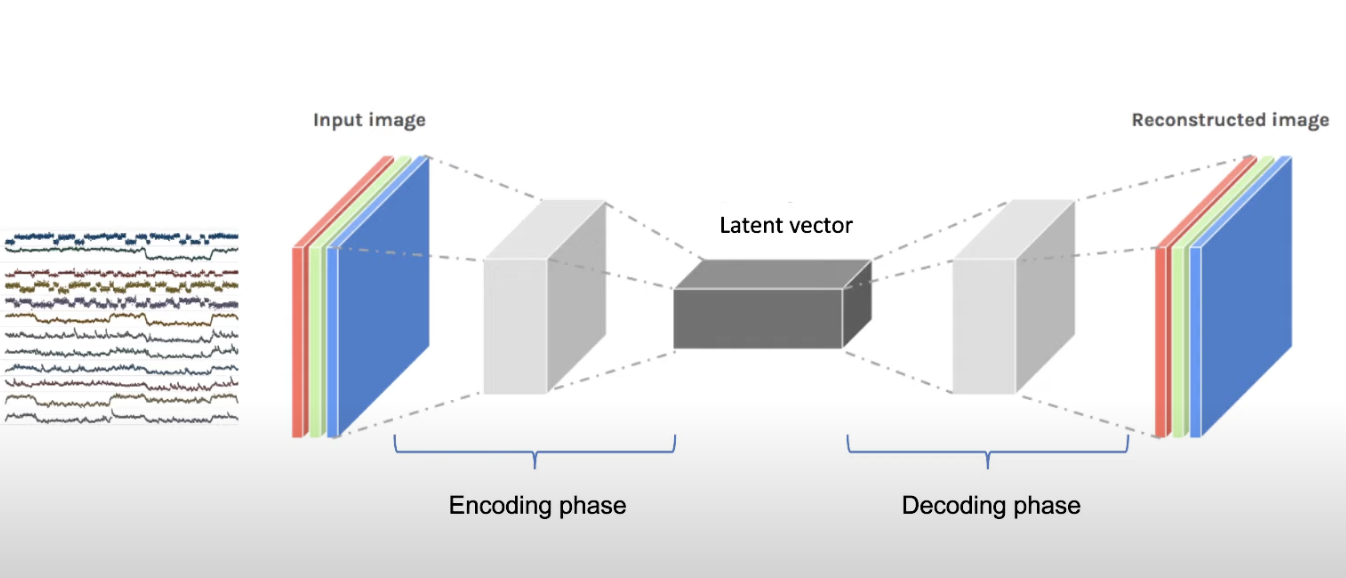 Input image
Reconstructed image
Latent vector
Encoding phase
Decoding phase